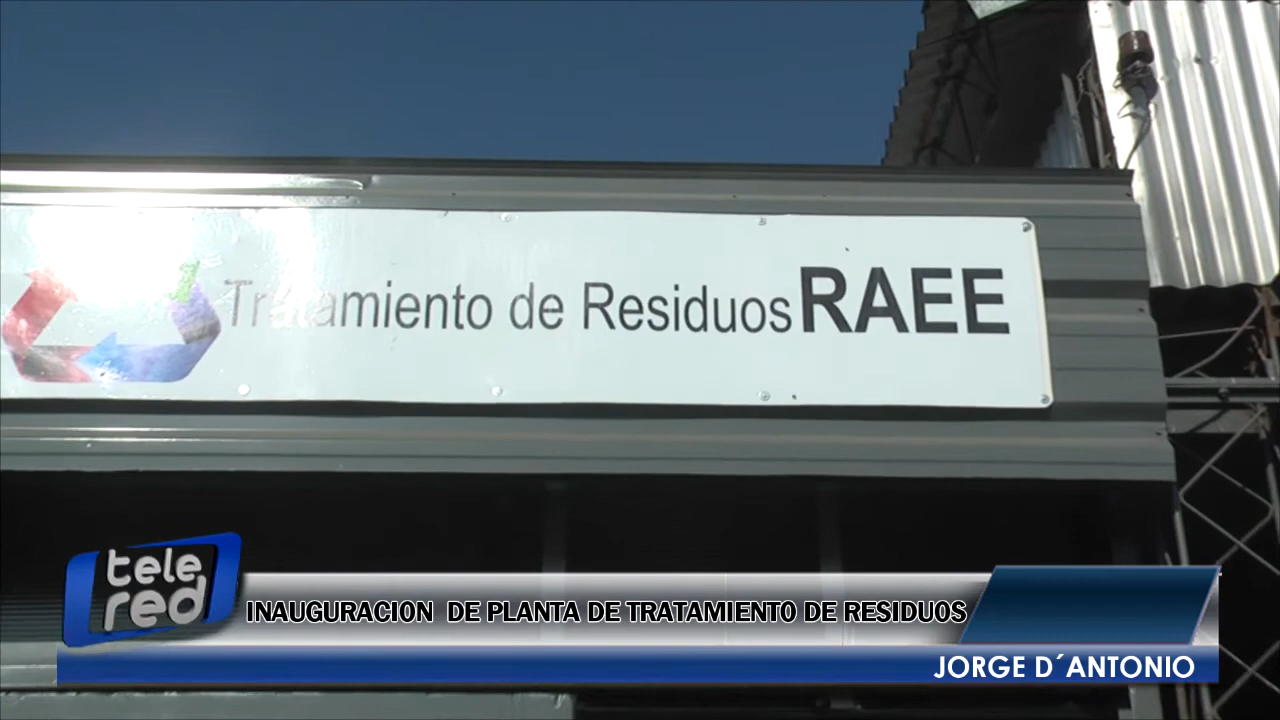 Tratamiento de Residuos RAEE
tele
red
INAUGURACION DE PLANTA DE TRATAMIENTO DE RESIDUOS
JORGE D´ANTONIO